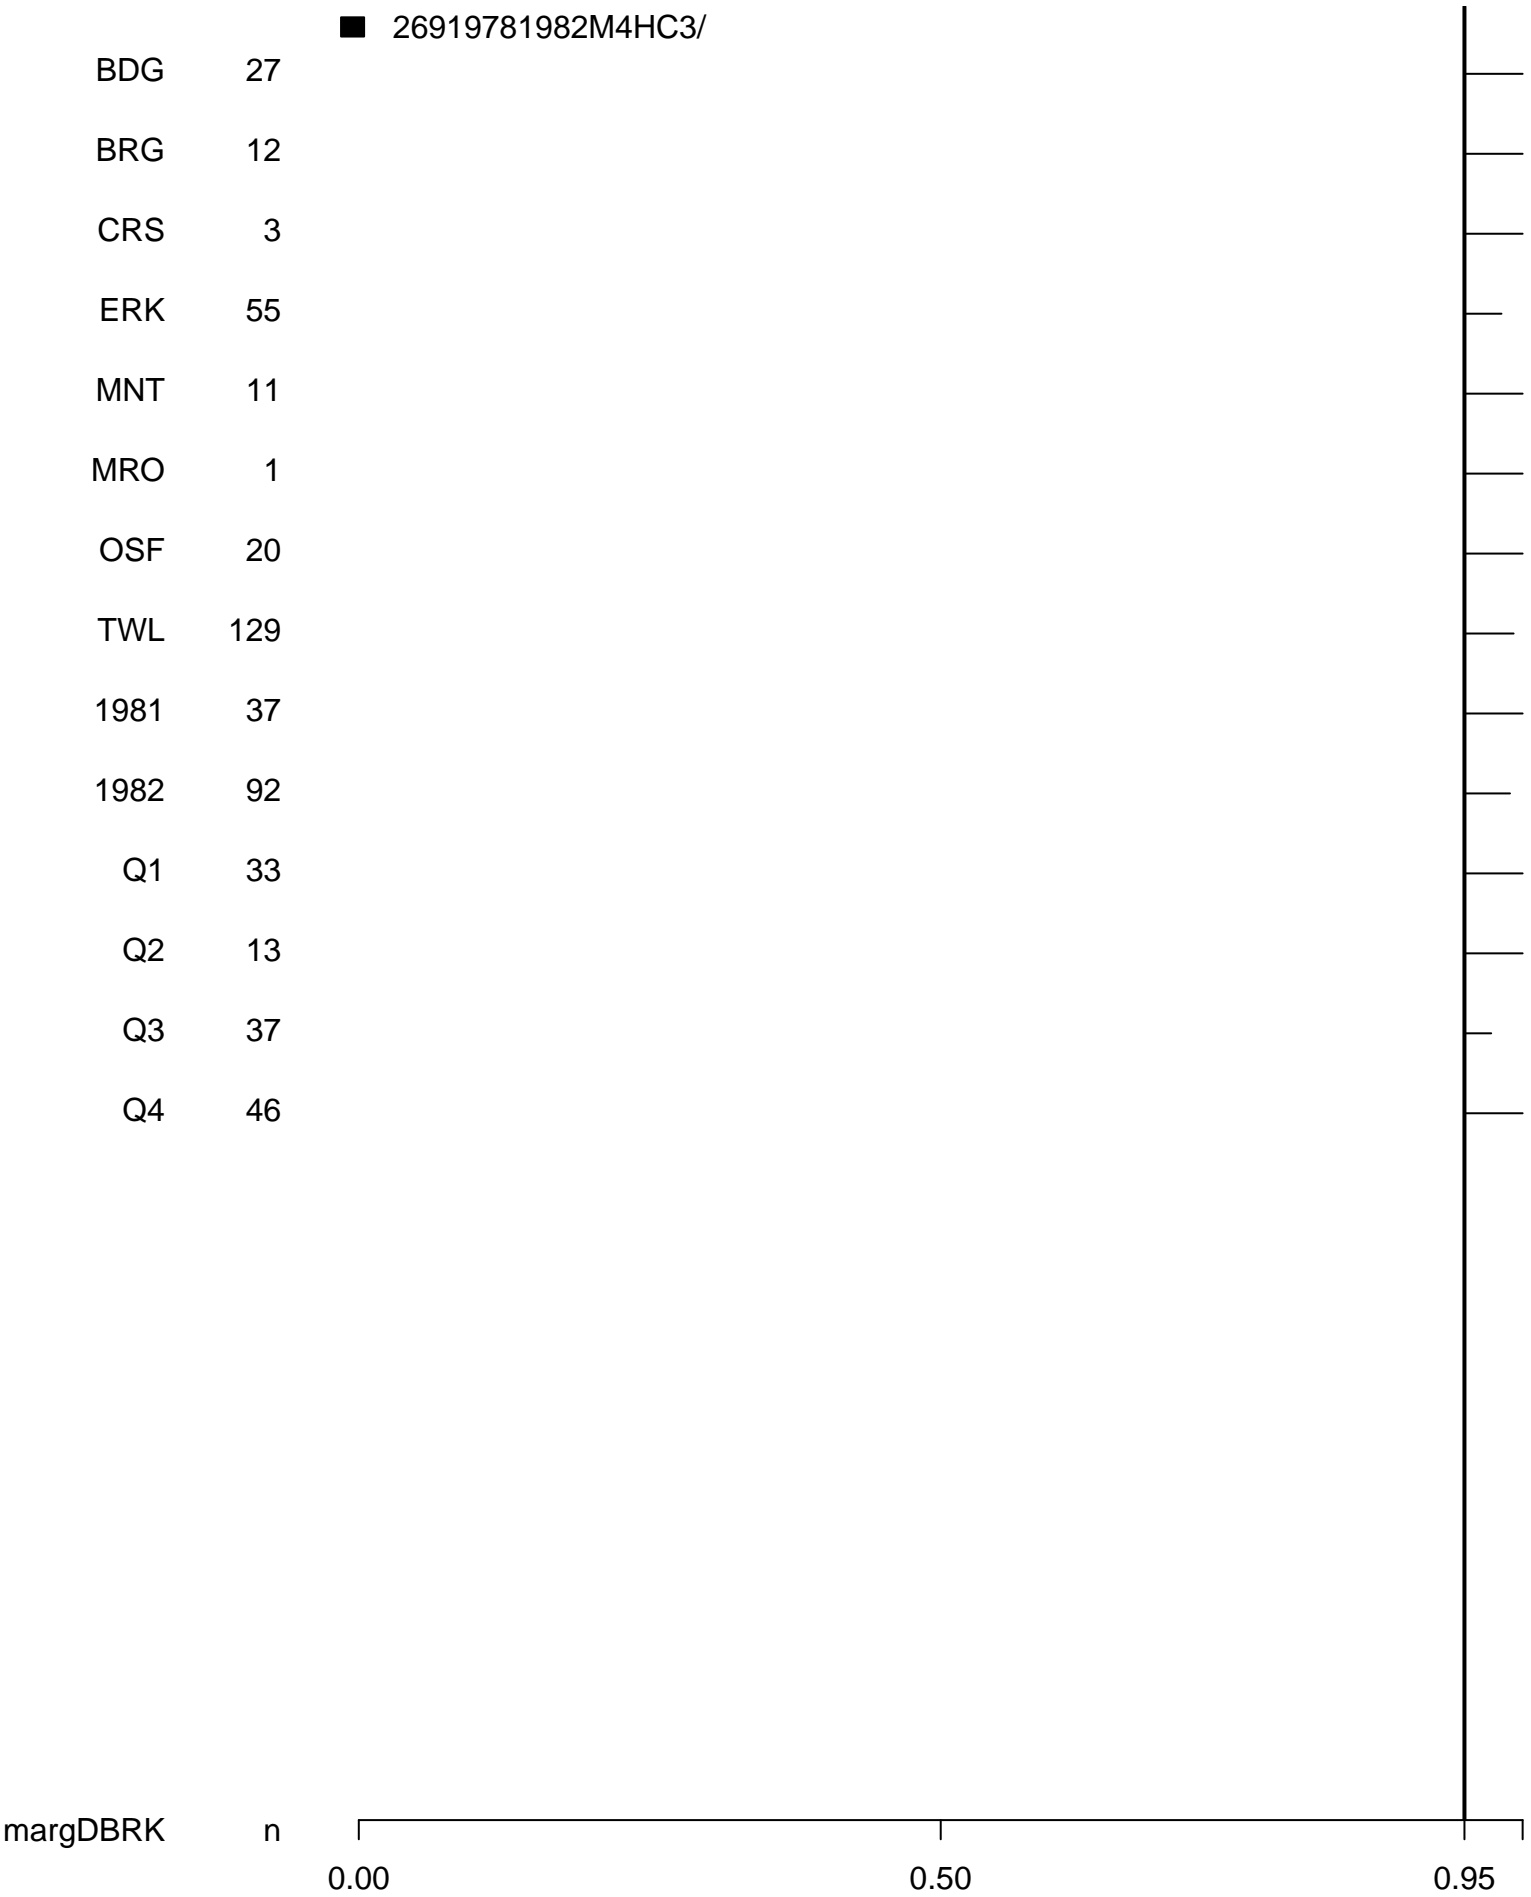 26919781982M4HC3/
BDG 27
BRG 12
CRS 3
ERK 55
MNT 11
MRO 1
OSF 20
TWL 129
1981 37
1982 92
Q1 33
Q2 13
Q3 37
Q4 46
margDBRK n
0.00 0.50 0.95